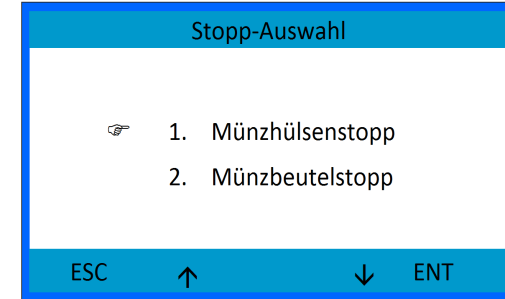 Stopp-Auswahl
☞ 1. Münzhülsenstopp
2. Münzbeutelstopp
ESC ↑ ↓ ENT